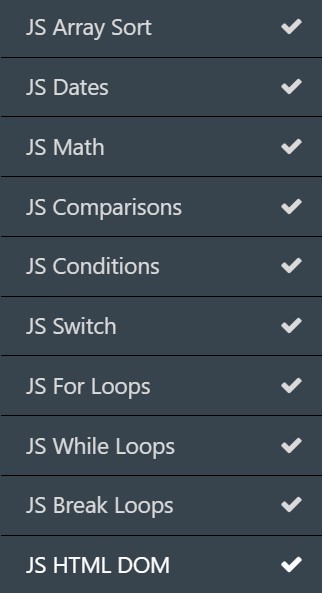 JS Array Sort
JS Dates
JS Math
JS Comparisons
JS Conditions
JS Switch
JS For Loops
JS While Loops
JS Break Loops
JS HTML DOM